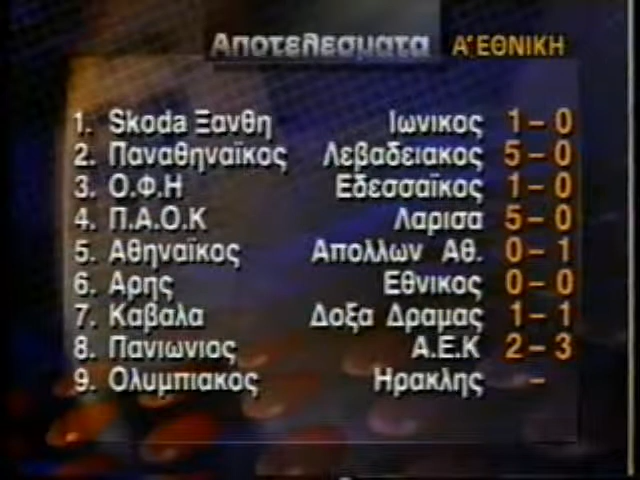 Αποτελεσματα Α΄ΕΘΝΙΚΗ
1. Skoda Ξανθη Ιωνικος 1 – 0
2. Παναθηναϊκος Λεβαδειακος 5 – 0
3. Ο.Φ.Η Εδεσσαϊκος 1 – 0
4. Π.Α.Ο.Κ Λαρισα 5 – 0
5. Αθηναϊκος Απολλων Αθ. 0 – 1
6. Αρης Εθνικος 0 – 0
7. Καβαλα Δοξα Δραμας 1 – 1
8. Πανιωνιος Α.Ε.Κ 2 – 3
9. Ολυμπιακος Ηρακλης –